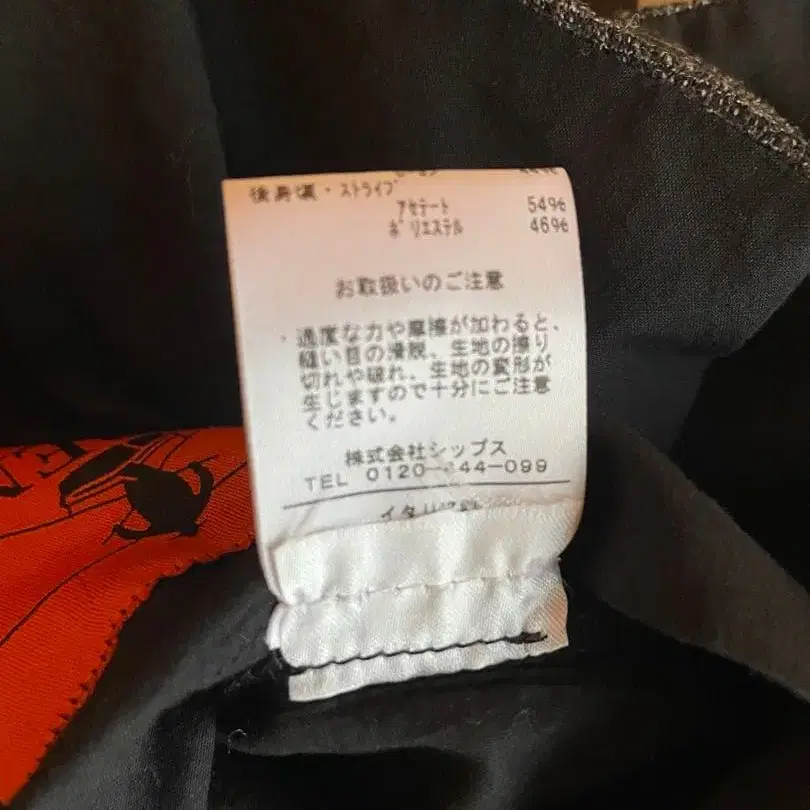 後身頃・ストライプ
アセテート 54%
ポリエステル 46%
お取扱いのご注意
・過度な力や摩擦が加わると、
縫い目の滑脱、生地の擦り
切れや破れ、生地の変形が
生じますので十分にご注意
ください。
株式会社シップス
TEL 0120-444-099